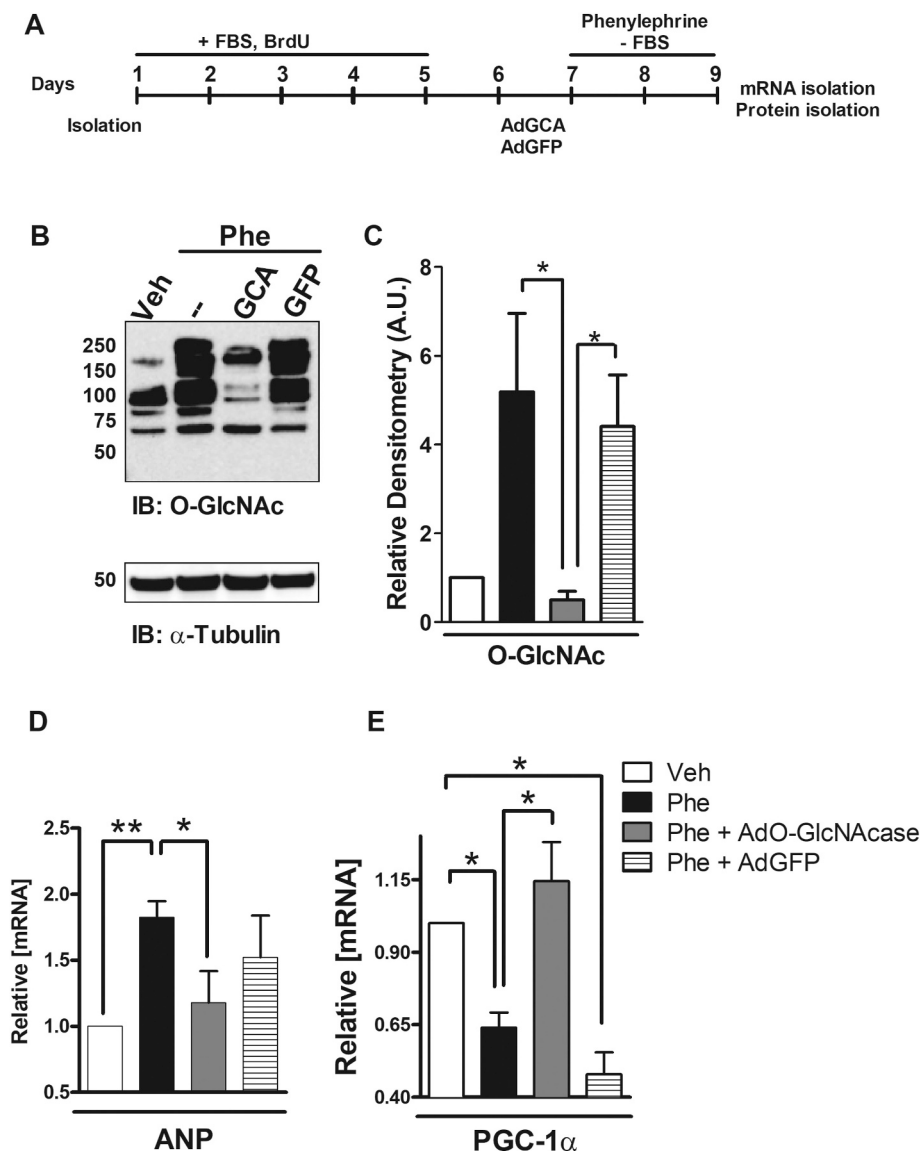 A
+ FBS, BrdU
Phenylephrine
- FBS
Days
1 2 3 4 5 6 7 8 9
mRNA isolation
Protein isolation
Isolation
AdGCA
AdGFP
B
Phe
Veh -- GCA GFP
250
150
100
75
50
IB: O-GlcNAc
50
IB: α-Tubulin
C
Relative Densitometry (A.U.)
8
6
4
2
0
* *
O-GlcNAc
D
Relative [mRNA]
2.5
2.0
1.5
1.0
0.5
** *
ANP
E
Relative [mRNA]
1.15
0.90
0.65
0.40
*
* *
PGC-1α
Veh
Phe
Phe + AdO-GlcNAcase
Phe + AdGFP